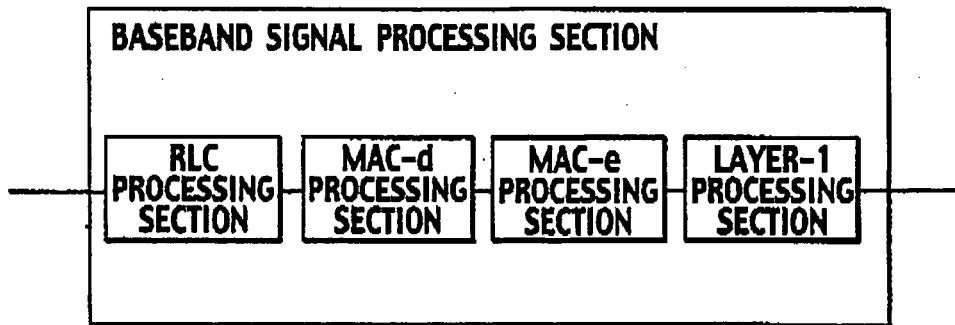 BASEBAND SIGNAL PROCESSING SECTION
RLC
PROCESSING
SECTION
MAC-d
PROCESSING
SECTION
MAC-e
PROCESSING
SECTION
LAYER-1
PROCESSING
SECTION